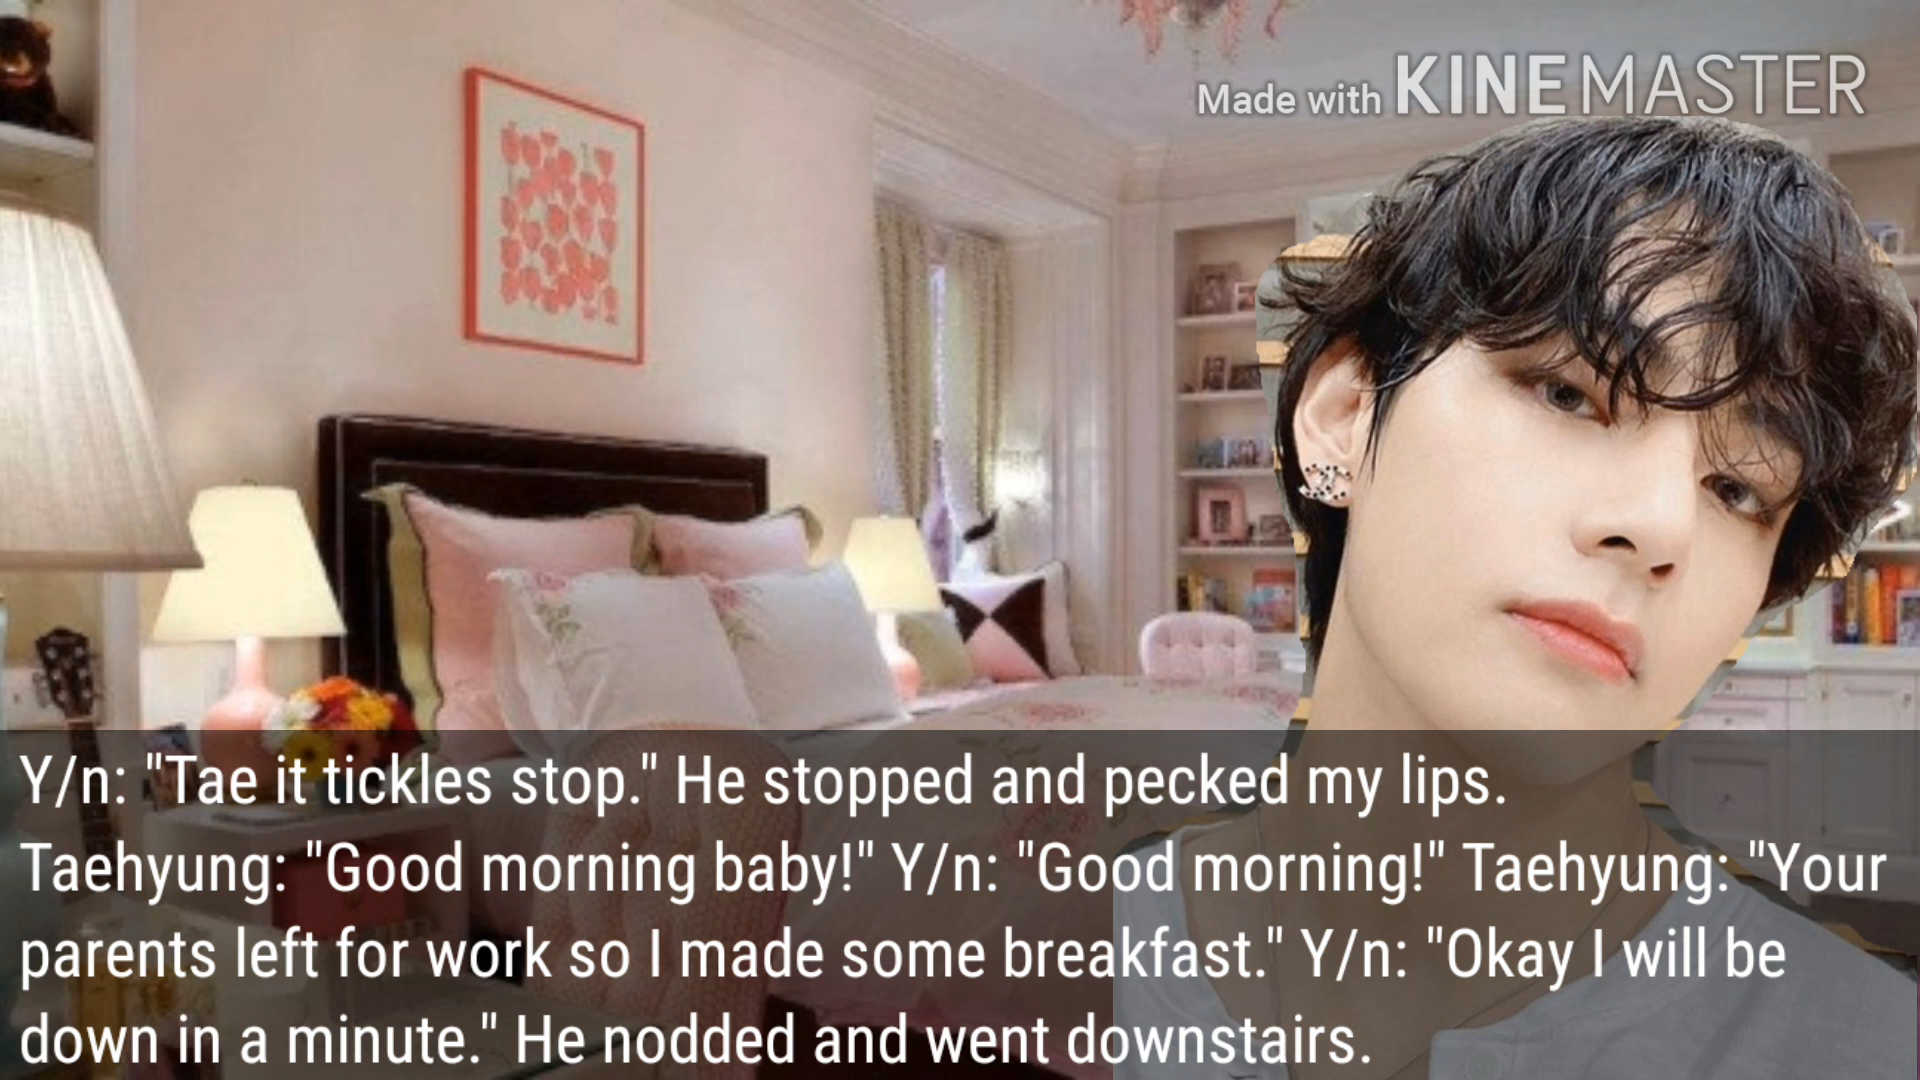 Made with KINEMASTER
Y/n: "Tae it tickles stop." He stopped and pecked my lips.
Taehyung: "Good morning baby!" Y/n: "Good morning!" Taehyung: "Your
parents left for work so I made some breakfast." Y/n: "Okay I will be
down in a minute." He nodded and went downstairs.